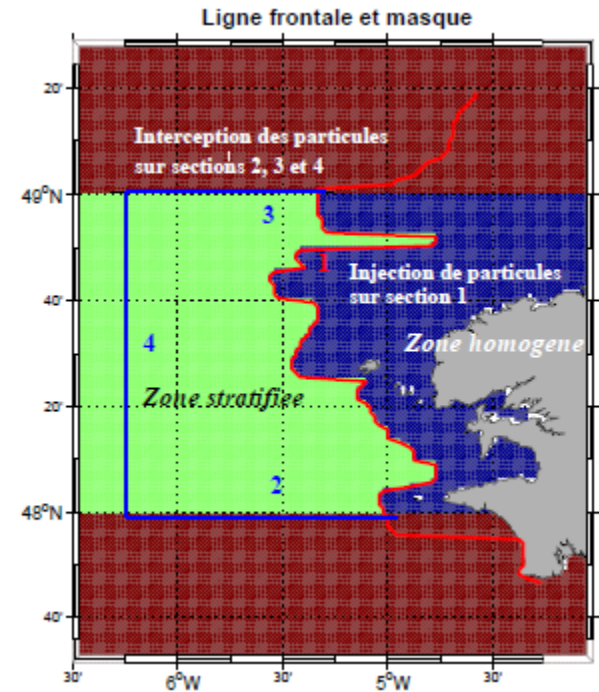 Ligne frontale et masque
20'
Interception des particules
sur sections 2, 3 et 4
49°N
3
1
Injection de particules
sur section 1
40'
4
Zone homogene
Zone stratifiee
20'
2
48°N
40'
30'
6°W
30'
5°W
30'